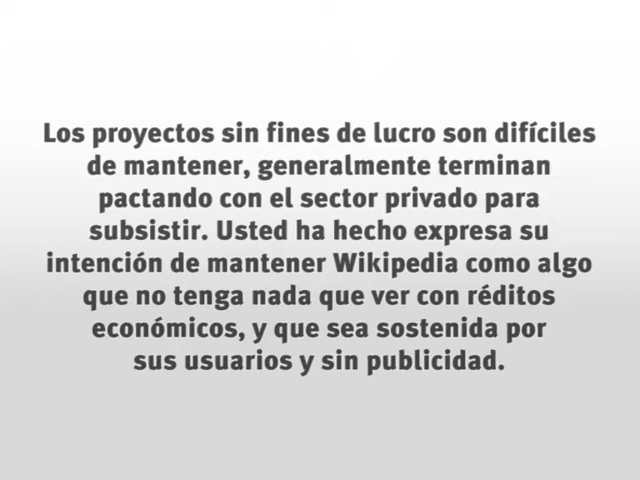 Los proyectos sin fines de lucro son difíciles
de mantener, generalmente terminan
pactando con el sector privado para
subsistir. Usted ha hecho expresa su
intención de mantener Wikipedia como algo
que no tenga nada que ver con réditos
económicos, y que sea sostenida por
sus usuarios y sin publicidad.